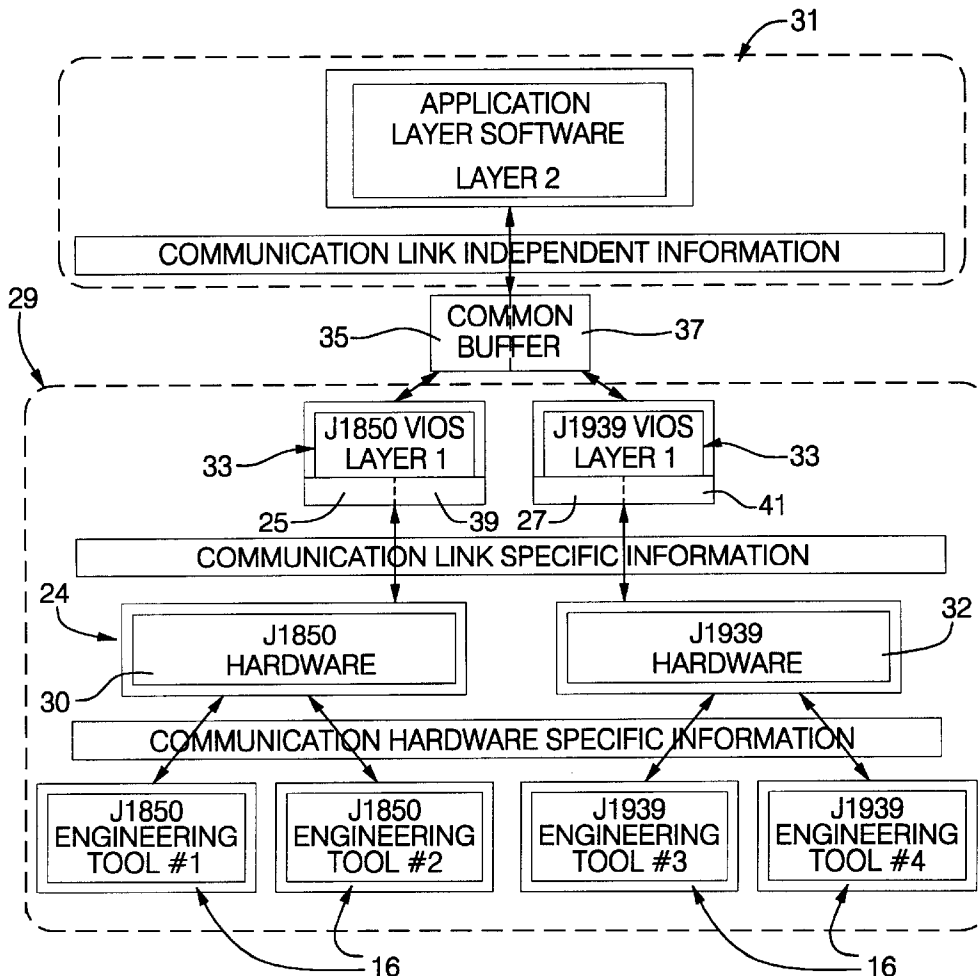 31
APPLICATION
LAYER SOFTWARE
LAYER 2
COMMUNICATION LINK INDEPENDENT INFORMATION
29
35
COMMON
BUFFER
37
33
J1850 VIOS
LAYER 1
J1939 VIOS
LAYER 1
33
25
39
27
41
COMMUNICATION LINK SPECIFIC INFORMATION
24
J1850
HARDWARE
30
J1939
HARDWARE
32
COMMUNICATION HARDWARE SPECIFIC INFORMATION
J1850
ENGINEERING
TOOL #1
J1850
ENGINEERING
TOOL #2
J1939
ENGINEERING
TOOL #3
J1939
ENGINEERING
TOOL #4
16
16